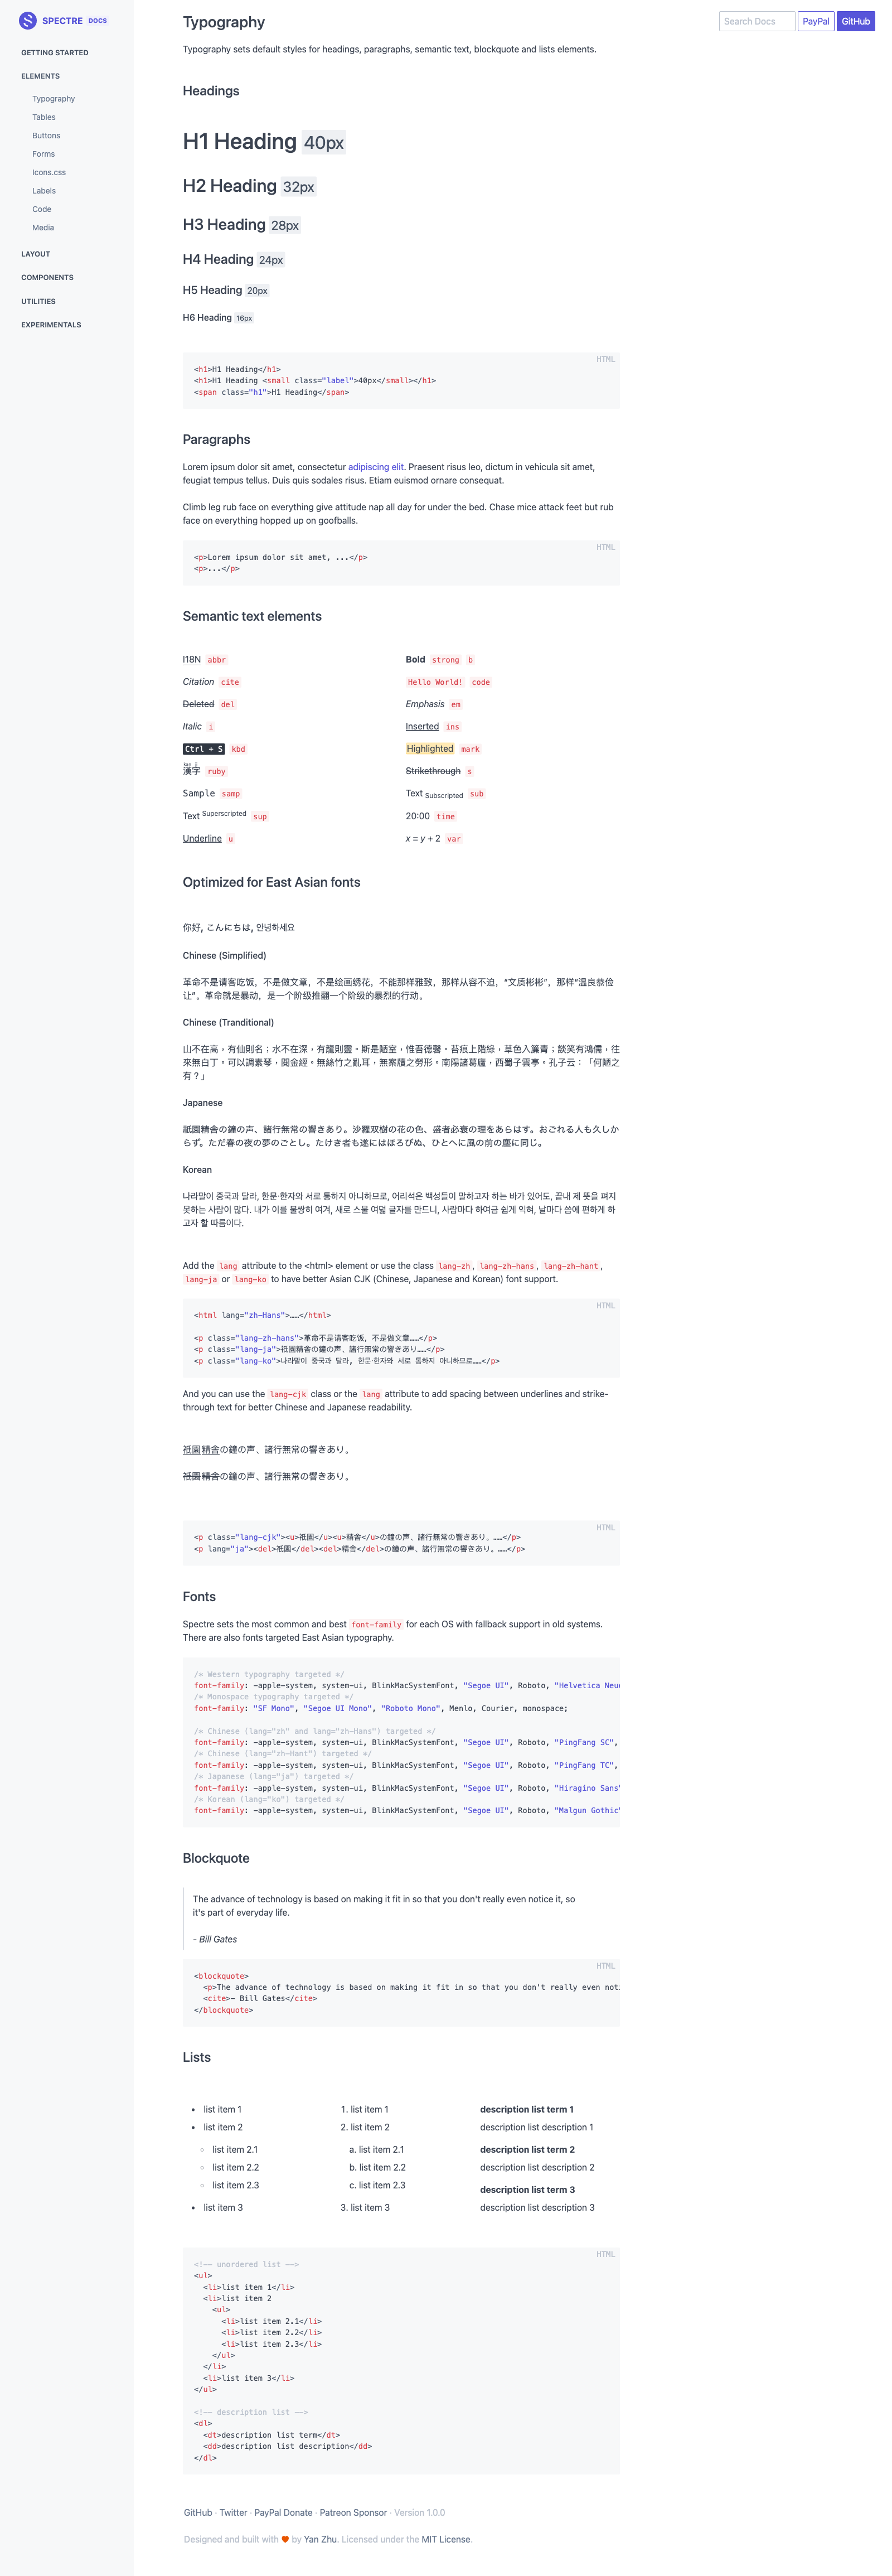 SPECTRE DOCS
GETTING STARTED
ELEMENTS
Typography
Tables
Buttons
Forms
Icons.css
Labels
Code
Media
LAYOUT
COMPONENTS
UTILITIES
EXPERIMENTALS
Search Docs
PayPal
GitHub
Typography
Typography sets default styles for headings, paragraphs, semantic text, blockquote and lists elements.
Headings
H1 Heading 40px
H2 Heading 32px
H3 Heading 28px
H4 Heading 24px
H5 Heading 20px
H6 Heading 16px
HTML
<h1>H1 Heading</h1>
<h1>H1 Heading <small class="label">40px</small></h1>
<span class="h1">H1 Heading</span>
Paragraphs
Lorem ipsum dolor sit amet, consectetur adipiscing elit. Praesent risus leo, dictum in vehicula sit amet,
feugiat tempus tellus. Duis quis sodales risus. Etiam euismod ornare consequat.
Climb leg rub face on everything give attitude nap all day for under the bed. Chase mice attack feet but rub
face on everything hopped up on goofballs.
HTML
<p>Lorem ipsum dolor sit amet, ...</p>
<p>...</p>
Semantic text elements
I18N abbr
Bold strong b
Citation cite
Hello World! code
Deleted del
Emphasis em
Italic i
Inserted ins
Ctrl + S kbd
Highlighted mark
漢字 ruby
Strikethrough s
Sample samp
Text Subscripted sub
Text Superscripted sup
20:00 time
Underline u
x = y + 2 var
Optimized for East Asian fonts
你好, こんにちは, 안녕하세요
Chinese (Simplified)
革命不是请客吃饭，不是做文章，不是绘画绣花，不能那样雅致，那样从容不迫，“文质彬彬”，那样“温良恭俭
让”。革命就是暴动，是一个阶级推翻一个阶级的暴烈的行动。
Chinese (Tranditional)
山不在高，有仙則名；水不在深，有龍則靈。斯是陋室，惟吾德馨。苔痕上階綠，草色入簾青；談笑有鴻儒，往
來無白丁。可以調素琴，閱金經。無絲竹之亂耳，無案牘之勞形。南陽諸葛廬，西蜀子雲亭。孔子云：「何陋之
有？」
Japanese
祇園精舎の鐘の声、諸行無常の響きあり。沙羅双樹の花の色、盛者必衰の理をあらはす。おごれる人も久しか
らず。ただ春の夜の夢のごとし。たけき者も遂にはほろびぬ、ひとへに風の前の塵に同じ。
Korean
나라말이 중국과 달라, 한문·한자와 서로 통하지 아니하므로, 어리석은 백성들이 말하고자 하는 바가 있어도, 끝내 제 뜻을 펴지
못하는 사람이 많다. 내가 이를 불쌍히 여겨, 새로 스물 여덟 글자를 만드니, 사람마다 하여금 쉽게 익혀, 날마다 씀에 편하게 하
고자 할 따름이다.
Add the lang attribute to the <html> element or use the class lang-zh, lang-zh-hans, lang-zh-hant,
lang-ja or lang-ko to have better Asian CJK (Chinese, Japanese and Korean) font support.
HTML
<html lang="zh-Hans">……</html>
<p class="lang-zh-hans">革命不是请客吃饭，不是做文章……</p>
<p class="lang-ja">祇園精舎の鐘の声、諸行無常の響きあり……</p>
<p class="lang-ko">나라말이 중국과 달라, 한문·한자와 서로 통하지 아니하므로……</p>
And you can use the lang-cjk class or the lang attribute to add spacing between underlines and strike-
through text for better Chinese and Japanese readability.
祇園精舎の鐘の声、諸行無常の響きあり。
祇園精舎の鐘の声、諸行無常の響きあり。
HTML
<p class="lang-cjk"><u>祇園</u><u>精舎</u>の鐘の声、諸行無常の響きあり。……</p>
<p lang="ja"><del>祇園</del><del>精舎</del>の鐘の声、諸行無常の響きあり。……</p>
Fonts
Spectre sets the most common and best font-family for each OS with fallback support in old systems.
There are also fonts targeted East Asian typography.
/* Western typography targeted */
font-family: -apple-system, system-ui, BlinkMacSystemFont, "Segoe UI", Roboto, "Helvetica Neue
/* Monospace typography targeted */
font-family: "SF Mono", "Segoe UI Mono", "Roboto Mono", Menlo, Courier, monospace;
/* Chinese (lang="zh" and lang="zh-Hans") targeted */
font-family: -apple-system, system-ui, BlinkMacSystemFont, "Segoe UI", Roboto, "PingFang SC",
/* Chinese (lang="zh-Hant") targeted */
font-family: -apple-system, system-ui, BlinkMacSystemFont, "Segoe UI", Roboto, "PingFang TC",
/* Japanese (lang="ja") targeted */
font-family: -apple-system, system-ui, BlinkMacSystemFont, "Segoe UI", Roboto, "Hiragino Sans"
/* Korean (lang="ko") targeted */
font-family: -apple-system, system-ui, BlinkMacSystemFont, "Segoe UI", Roboto, "Malgun Gothic"
Blockquote
The advance of technology is based on making it fit in so that you don't really even notice it, so
it's part of everyday life.
- Bill Gates
HTML
<blockquote>
<p>The advance of technology is based on making it fit in so that you don't really even noti
<cite>- Bill Gates</cite>
</blockquote>
Lists
• list item 1
• list item 2
◦ list item 2.1
◦ list item 2.2
◦ list item 2.3
• list item 3
1. list item 1
2. list item 2
a. list item 2.1
b. list item 2.2
c. list item 2.3
3. list item 3
description list term 1
description list description 1
description list term 2
description list description 2
description list term 3
description list description 3
HTML
<!-- unordered list -->
<ul>
<li>list item 1</li>
<li>list item 2
<ul>
<li>list item 2.1</li>
<li>list item 2.2</li>
<li>list item 2.3</li>
</ul>
</li>
<li>list item 3</li>
</ul>
<!-- description list -->
<dl>
<dt>description list term</dt>
<dd>description list description</dd>
</dl>
GitHub · Twitter · PayPal Donate · Patreon Sponsor · Version 1.0.0
Designed and built with ♥ by Yan Zhu. Licensed under the MIT License.